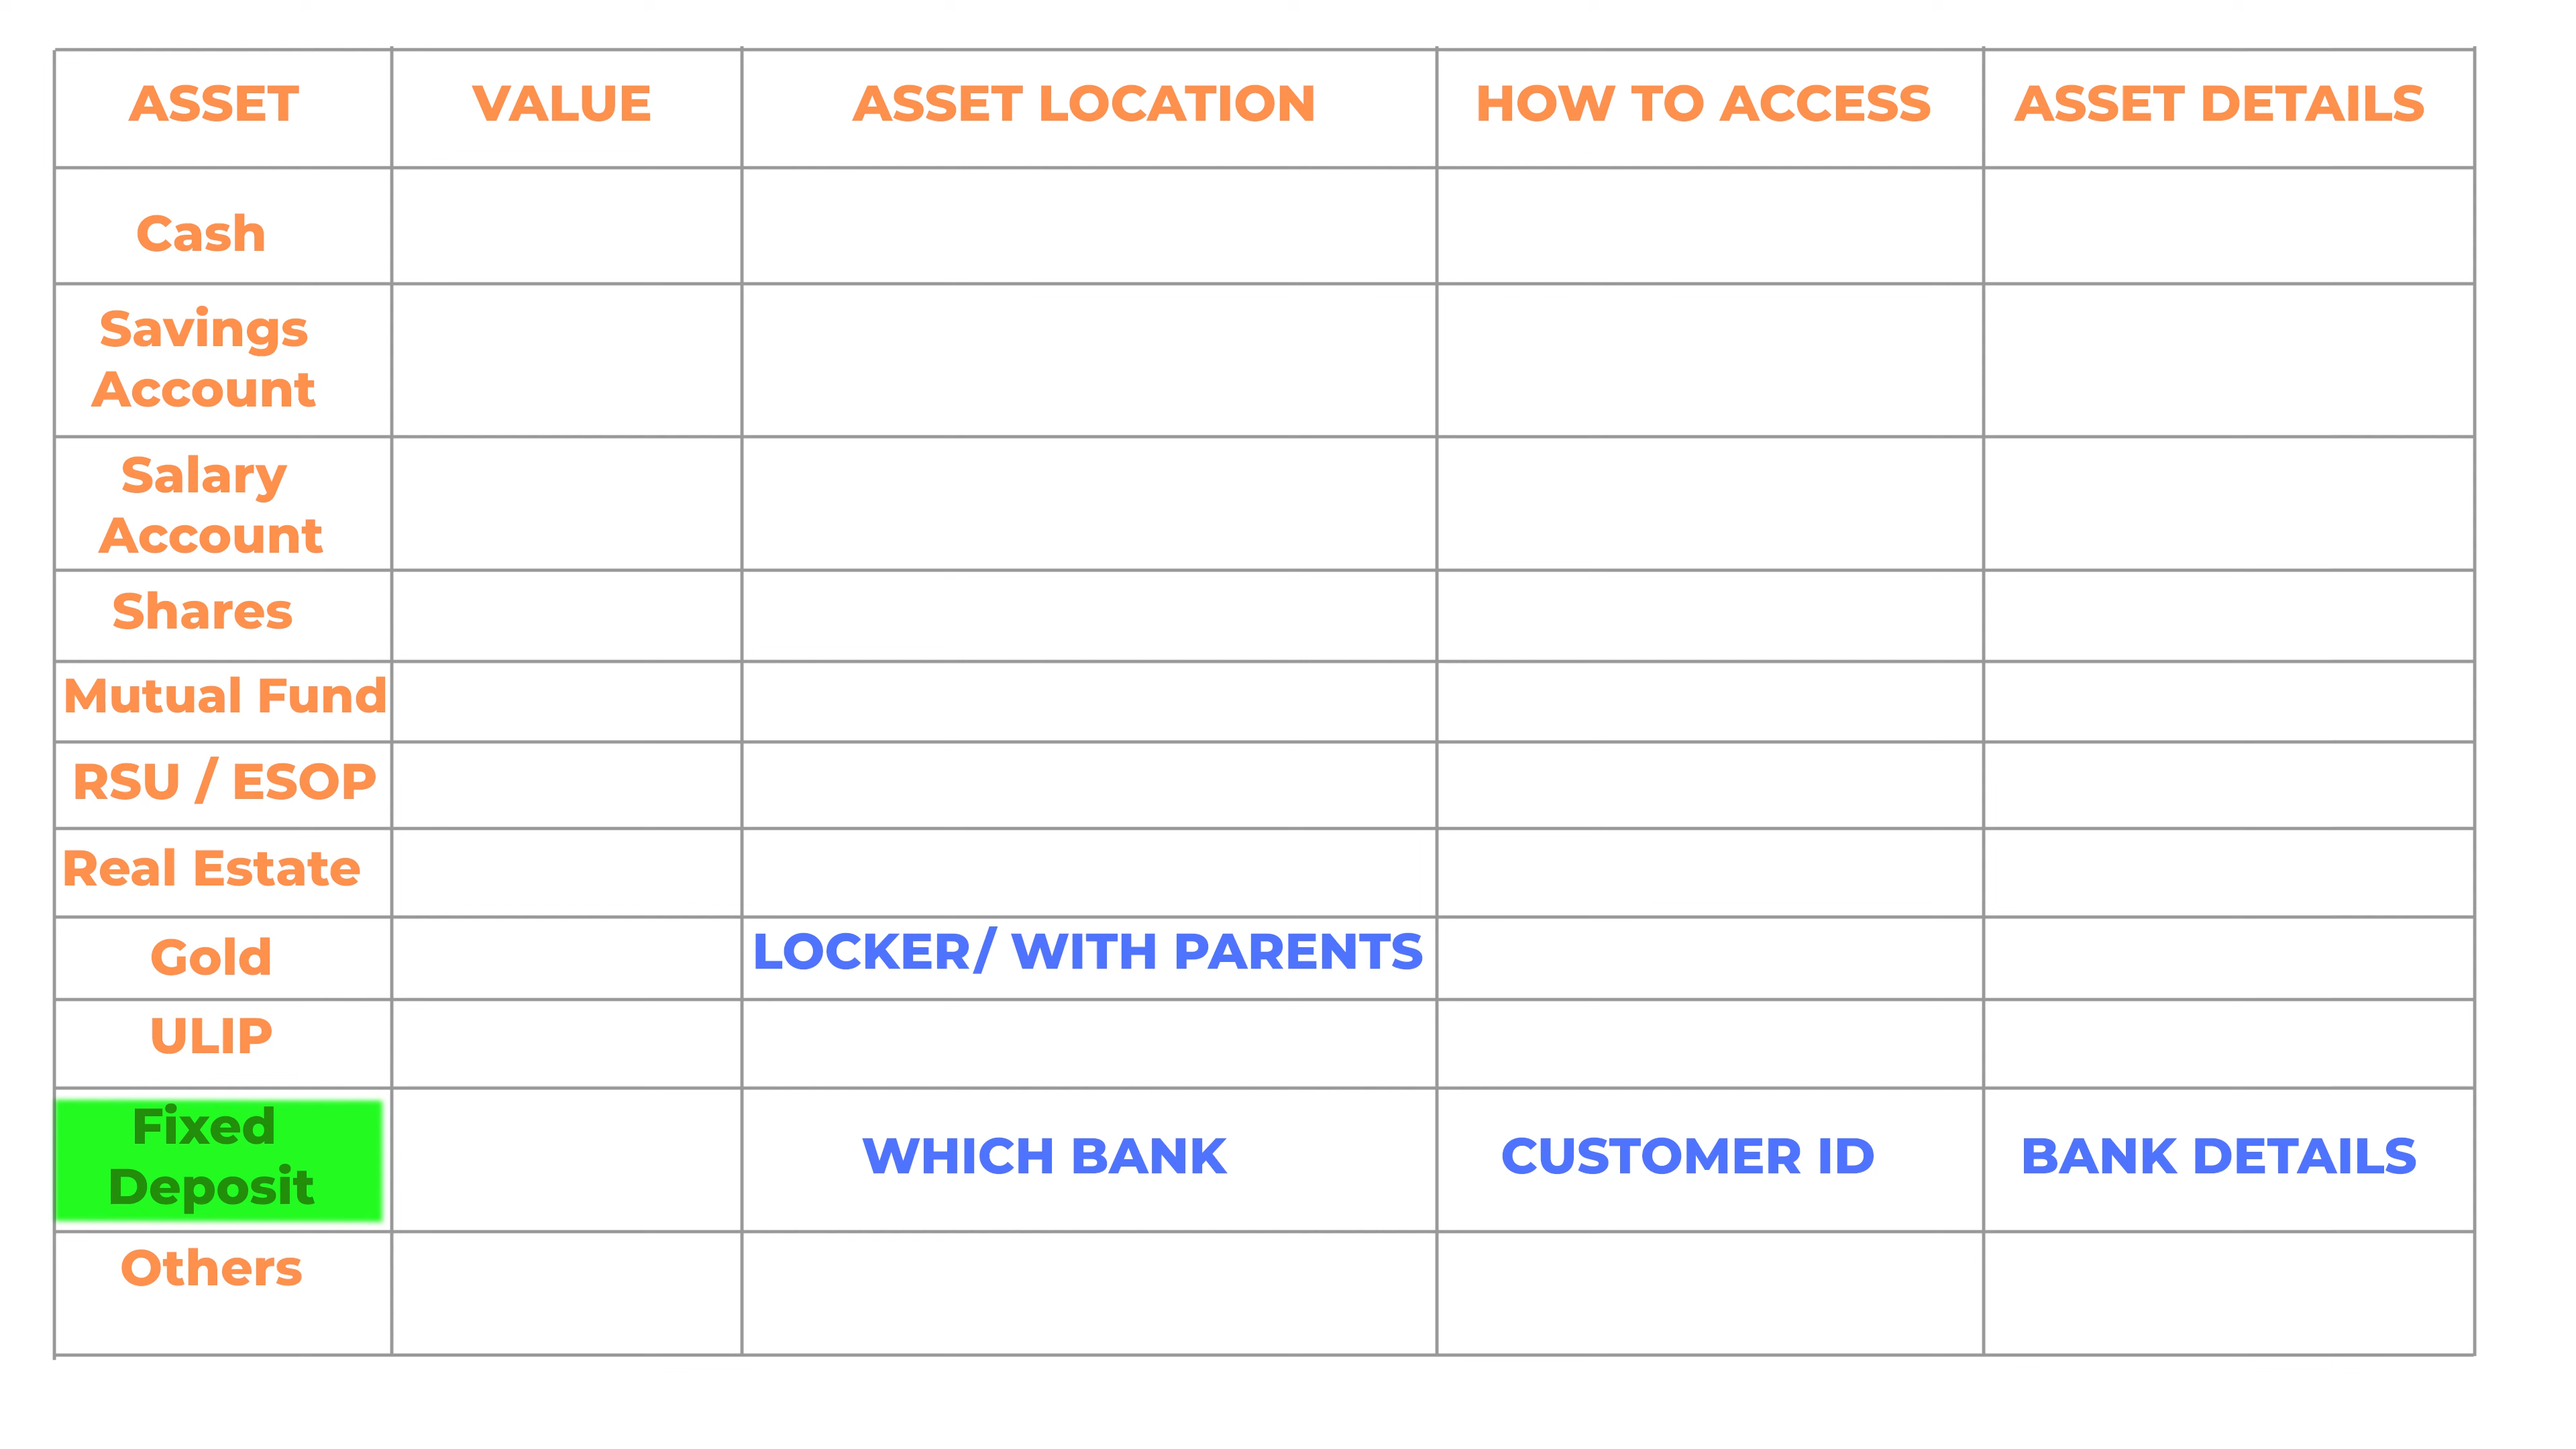 ASSET VALUE ASSET LOCATION HOW TO ACCESS ASSET DETAILS
Cash
Savings
Account
Salary
Account
Shares
Mutual Fund
RSU / ESOP
Real Estate
Gold LOCKER/ WITH PARENTS
ULIP
Fixed
Deposit
WHICH BANK CUSTOMER ID BANK DETAILS
Others